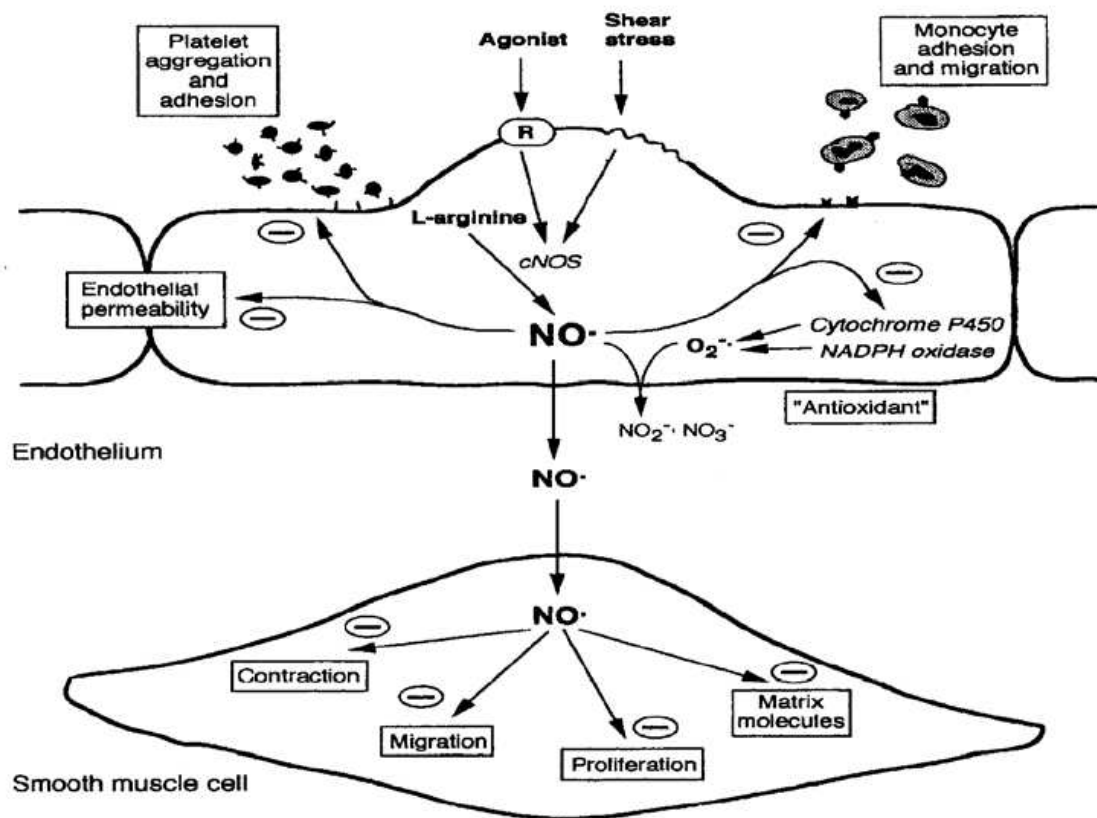 Platelet
aggregation
and
adhesion
Agonist
Shear
stress
Monocyte
adhesion
and migration
R
L-arginine
cNOS
Endothelial
permeability
NO·
O₂⁻·
Cytochrome P450
NADPH oxidase
"Antioxidant"
NO₂⁻· NO₃⁻
Endothelium
NO·
NO·
Contraction
Migration
Proliferation
Matrix
molecules
Smooth muscle cell